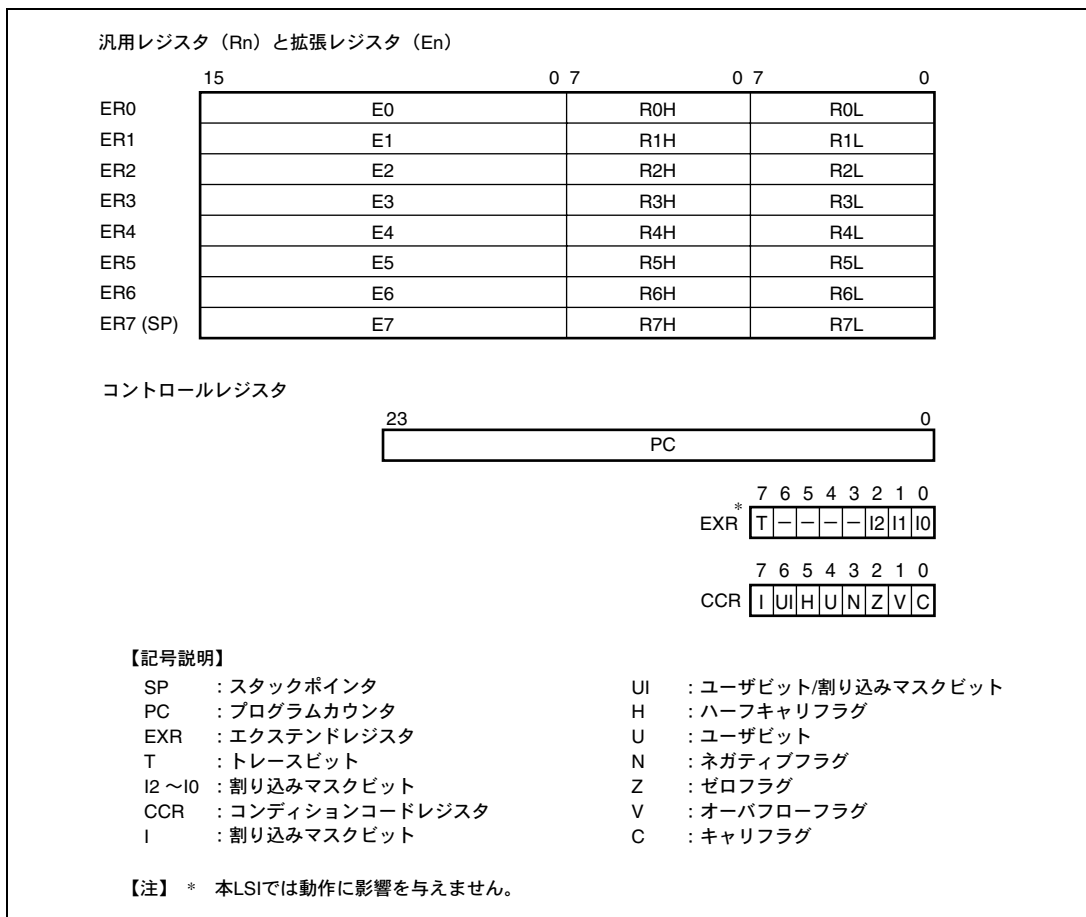 汎用レジスタ（Rn）と拡張レジスタ（En）
15 0 7 0 7 0
ER0 E0 R0H R0L
ER1 E1 R1H R1L
ER2 E2 R2H R2L
ER3 E3 R3H R3L
ER4 E4 R4H R4L
ER5 E5 R5H R5L
ER6 E6 R6H R6L
ER7 (SP) E7 R7H R7L
コントロールレジスタ
23 0
PC
7 6 5 4 3 2 1 0
EXR* T － － － － I2 I1 I0
7 6 5 4 3 2 1 0
CCR I UI H U N Z V C
【記号説明】
SP ：スタックポインタ
PC ：プログラムカウンタ
EXR ：エクステンドレジスタ
T ：トレースビット
I2 ～I0 ：割り込みマスクビット
CCR ：コンディションコードレジスタ
I ：割り込みマスクビット
UI ：ユーザビット/割り込みマスクビット
H ：ハーフキャリフラグ
U ：ユーザビット
N ：ネガティブフラグ
Z ：ゼロフラグ
V ：オーバフローフラグ
C ：キャリフラグ
【注】 * 本LSIでは動作に影響を与えません。